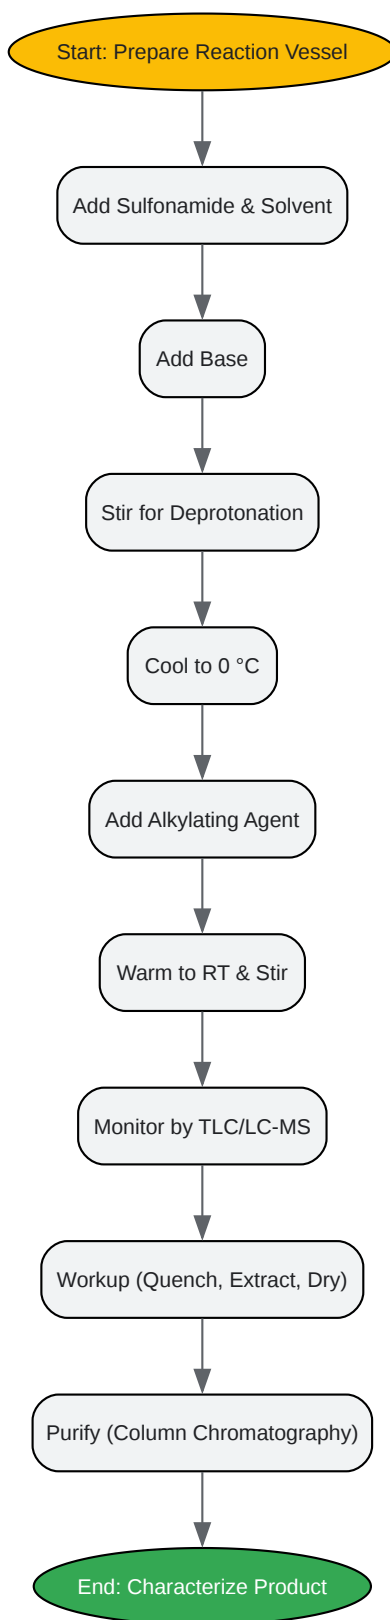 Start: Prepare Reaction Vessel
Add Sulfonamide & Solvent
Add Base
Stir for Deprotonation
Cool to 0 °C
Add Alkylating Agent
Warm to RT & Stir
Monitor by TLC/LC-MS
Workup (Quench, Extract, Dry)
Purify (Column Chromatography)
End: Characterize Product